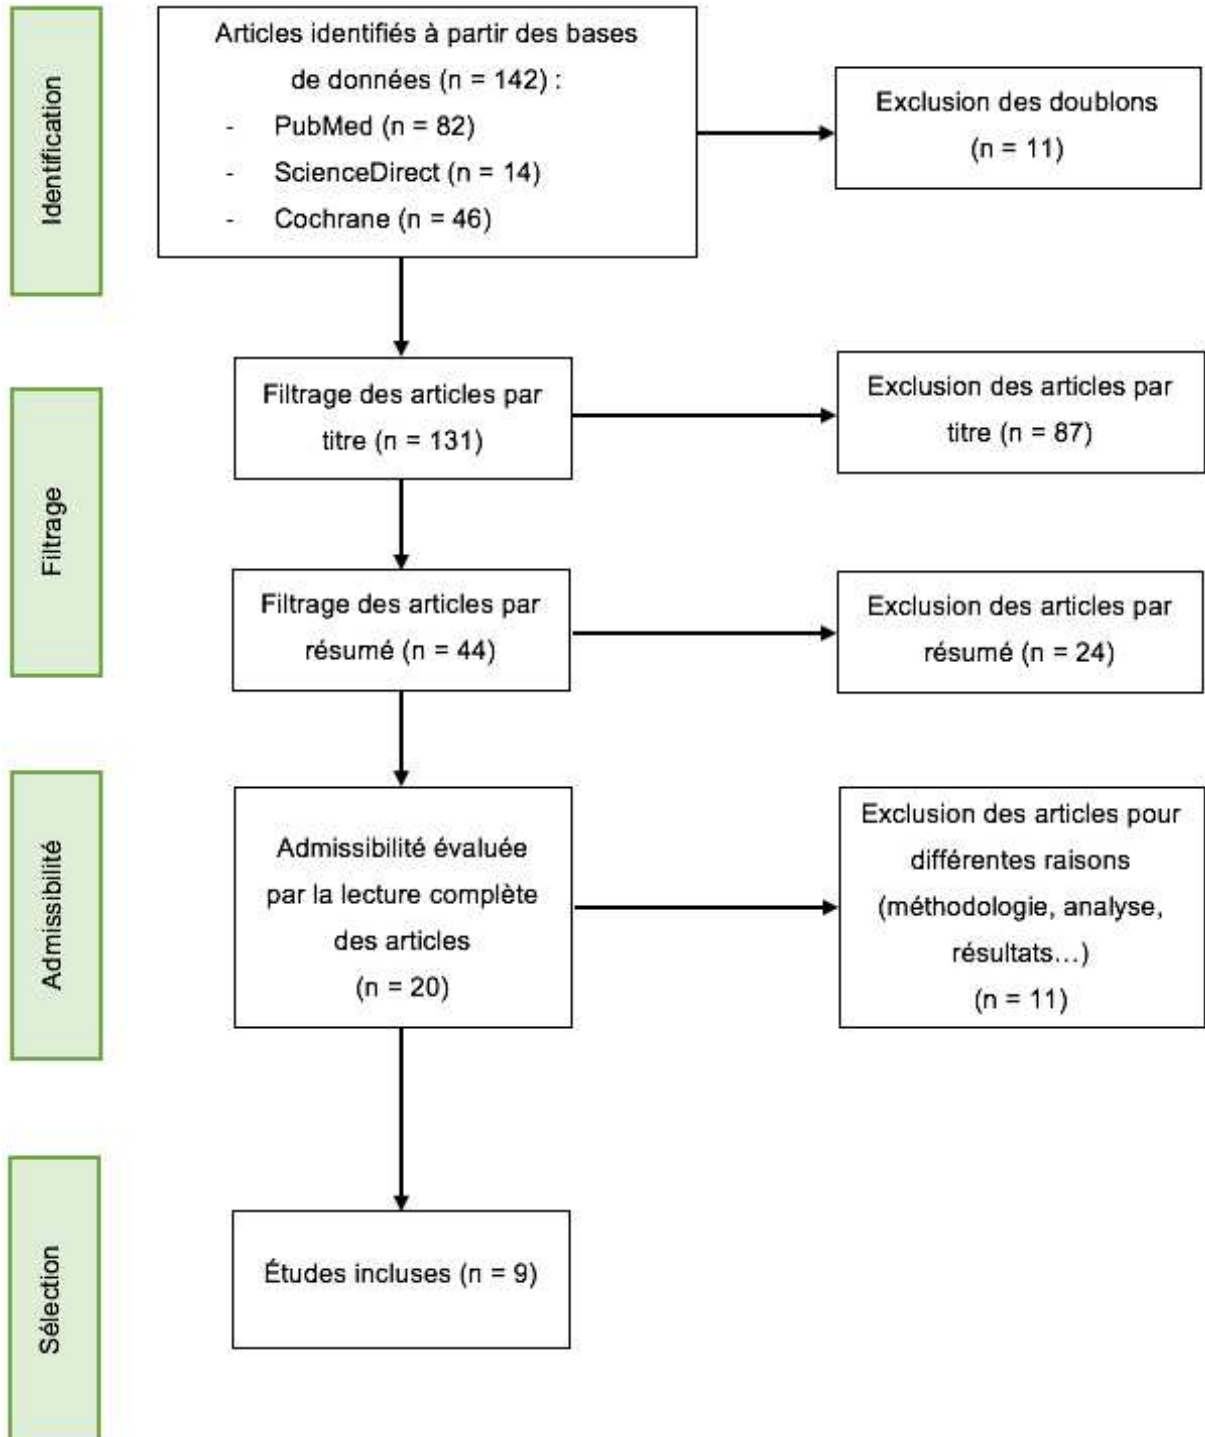 Identification
Articles identifiés à partir des bases
de données (n = 142) :
- PubMed (n = 82)
- ScienceDirect (n = 14)
- Cochrane (n = 46)
Exclusion des doublons
(n = 11)
Filtrage
Filtrage des articles par
titre (n = 131)
Exclusion des articles par
titre (n = 87)
Filtrage des articles par
résumé (n = 44)
Exclusion des articles par
résumé (n = 24)
Admissibilité
Admissibilité évaluée
par la lecture complète
des articles
(n = 20)
Exclusion des articles pour
différentes raisons
(méthodologie, analyse,
résultats…)
(n = 11)
Sélection
Études incluses (n = 9)